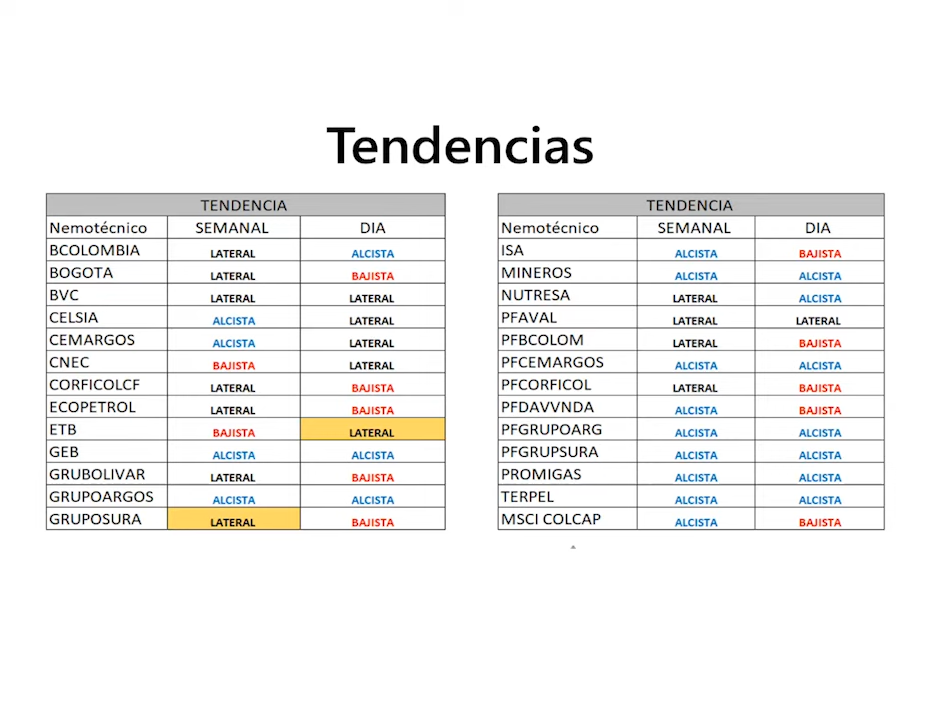 Tendencias
TENDENCIA
Nemotécnico SEMANAL DIA
BCOLOMBIA LATERAL ALCISTA
BOGOTA LATERAL BAJISTA
BVC LATERAL LATERAL
CELSIA ALCISTA LATERAL
CEMARGOS ALCISTA LATERAL
CNEC BAJISTA LATERAL
CORFICOLCF LATERAL BAJISTA
ECOPETROL LATERAL BAJISTA
ETB BAJISTA LATERAL
GEB ALCISTA ALCISTA
GRUBOLIVAR LATERAL BAJISTA
GRUPOARGOS ALCISTA ALCISTA
GRUPOSURA LATERAL BAJISTA
TENDENCIA
Nemotécnico SEMANAL DIA
ISA ALCISTA BAJISTA
MINEROS ALCISTA ALCISTA
NUTRESA LATERAL ALCISTA
PFAVAL LATERAL LATERAL
PFBCOLOM LATERAL BAJISTA
PFCEMARGOS ALCISTA ALCISTA
PFCORFICOL LATERAL BAJISTA
PFDAVVNDA ALCISTA BAJISTA
PFGRUPOARG ALCISTA ALCISTA
PFGRUPSURA ALCISTA ALCISTA
PROMIGAS ALCISTA ALCISTA
TERPEL ALCISTA ALCISTA
MSCI COLCAP ALCISTA BAJISTA